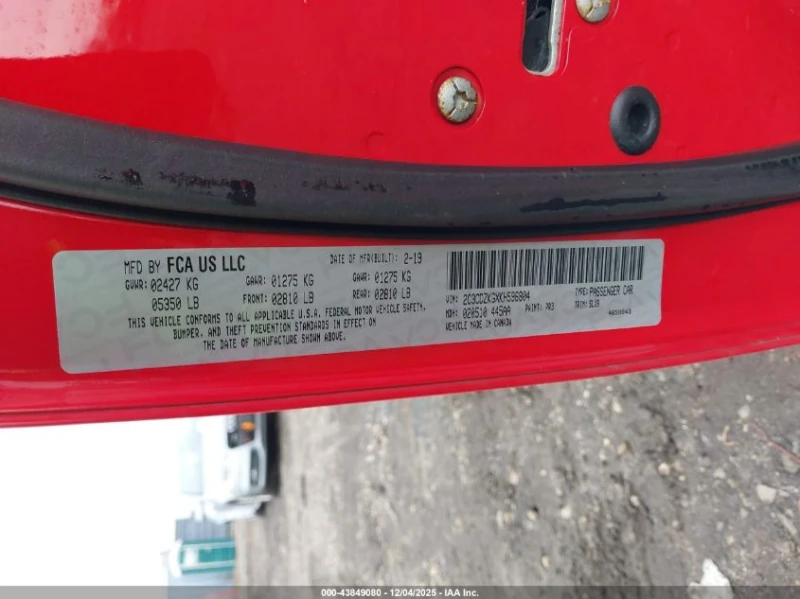 MFD BY FCA US LLC
DATE OF MFR(BUILT): 2-19
GVWR: 02427 KG GAWR: 01275 KG GAWR: 01275 KG
05350 LB FRONT: 02810 LB REAR: 02810 LB
THIS VEHICLE CONFORMS TO ALL APPLICABLE U.S.A. FEDERAL MOTOR VEHICLE SAFETY,
BUMPER, AND THEFT PREVENTION STANDARDS IN EFFECT ON
THE DATE OF MANUFACTURE SHOWN ABOVE.
VIN: TYPE: PASSENGER CAR
MDH: 020510 445AA PAINT: PR3 TRIM: SLX9
VEHICLE MADE IN CANADA
000-43849080 - 12/04/2025 - IAA Inc.